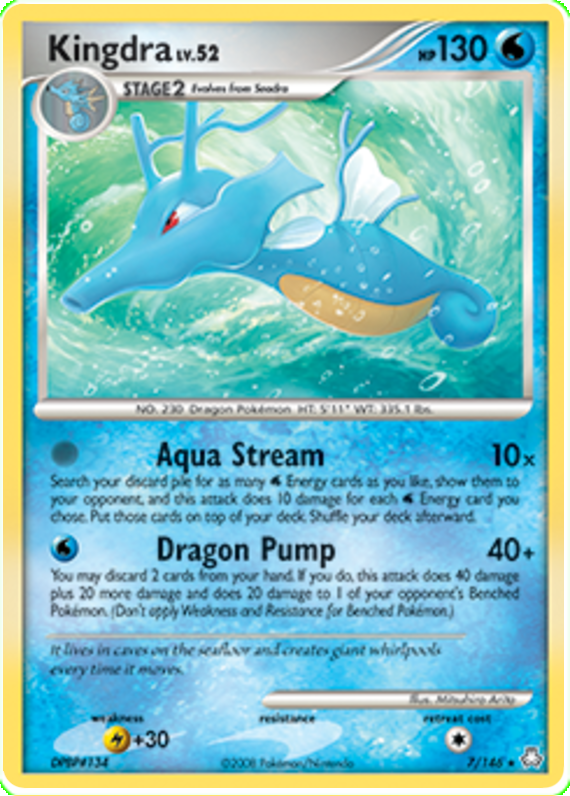 Kingdra LV.52
HP 130
STAGE 2 Evolves from Seadra
NO. 230 Dragon Pokémon HT: 5'11" WT: 335.1 lbs.
Aqua Stream 10x
Search your discard pile for as many Energy cards as you like, show them to
your opponent, and this attack does 10 damage for each Energy card you
chose. Put those cards on top of your deck. Shuffle your deck afterward.
Dragon Pump 40+
You may discard 2 cards from your hand. If you do, this attack does 40 damage
plus 20 more damage and does 20 damage to 1 of your opponent's Benched
Pokémon. (Don't apply Weakness and Resistance for Benched Pokémon.)
It lives in caves on the seafloor and creates giant whirlpools
every time it moves.
Illus. Mitsuhiro Arita
weakness resistance retreat cost
+30
DPBP#134 ©2008 Pokémon/Nintendo 7/146